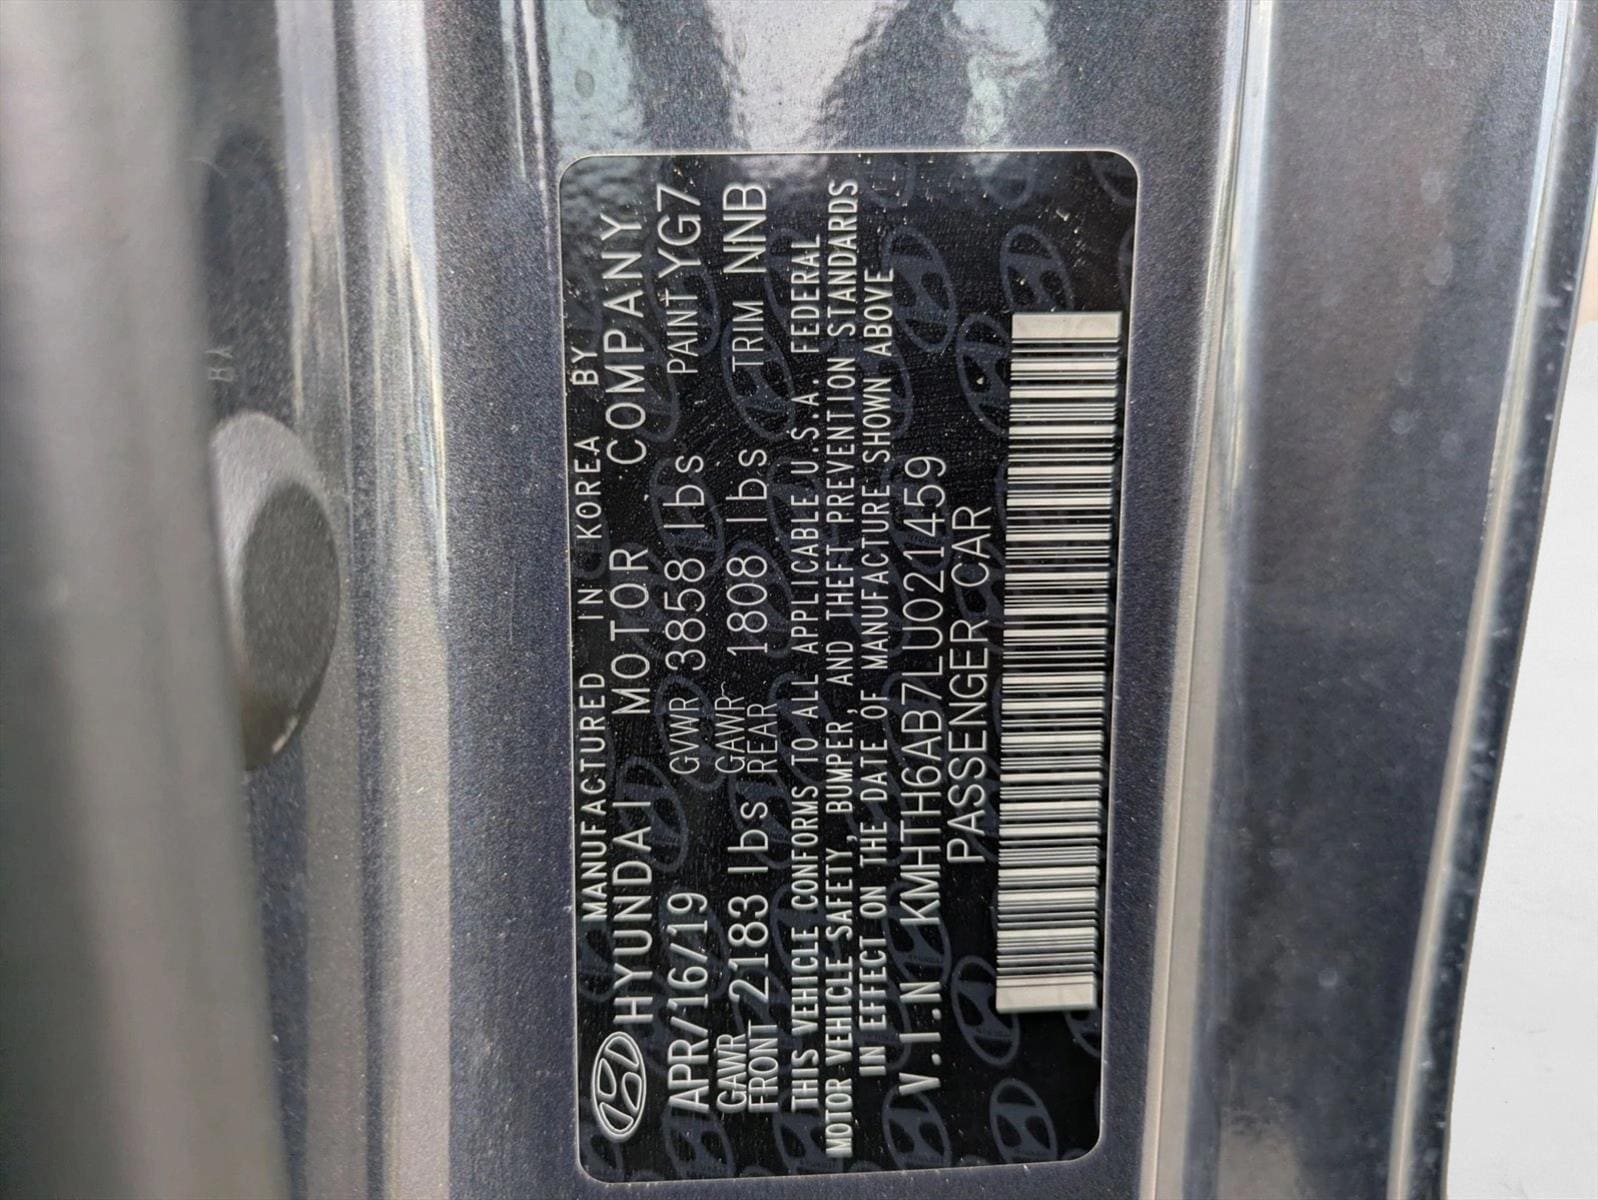 MANUFACTURED IN KOREA BY
HYUNDAI MOTOR COMPANY
APR/16/19 GVWR 3858 lbs PAINT YG7
GAWR FRONT 2183 lbs GAWR REAR 1808 lbs TRIM NNB
THIS VEHICLE CONFORMS TO ALL APPLICABLE U.S.A. FEDERAL
MOTOR VEHICLE SAFETY, BUMPER, AND THEFT PREVENTION STANDARDS
IN EFFECT ON THE DATE OF MANUFACTURE SHOWN ABOVE
V.I.N KMHTH6AB7LU021459
PASSENGER CAR